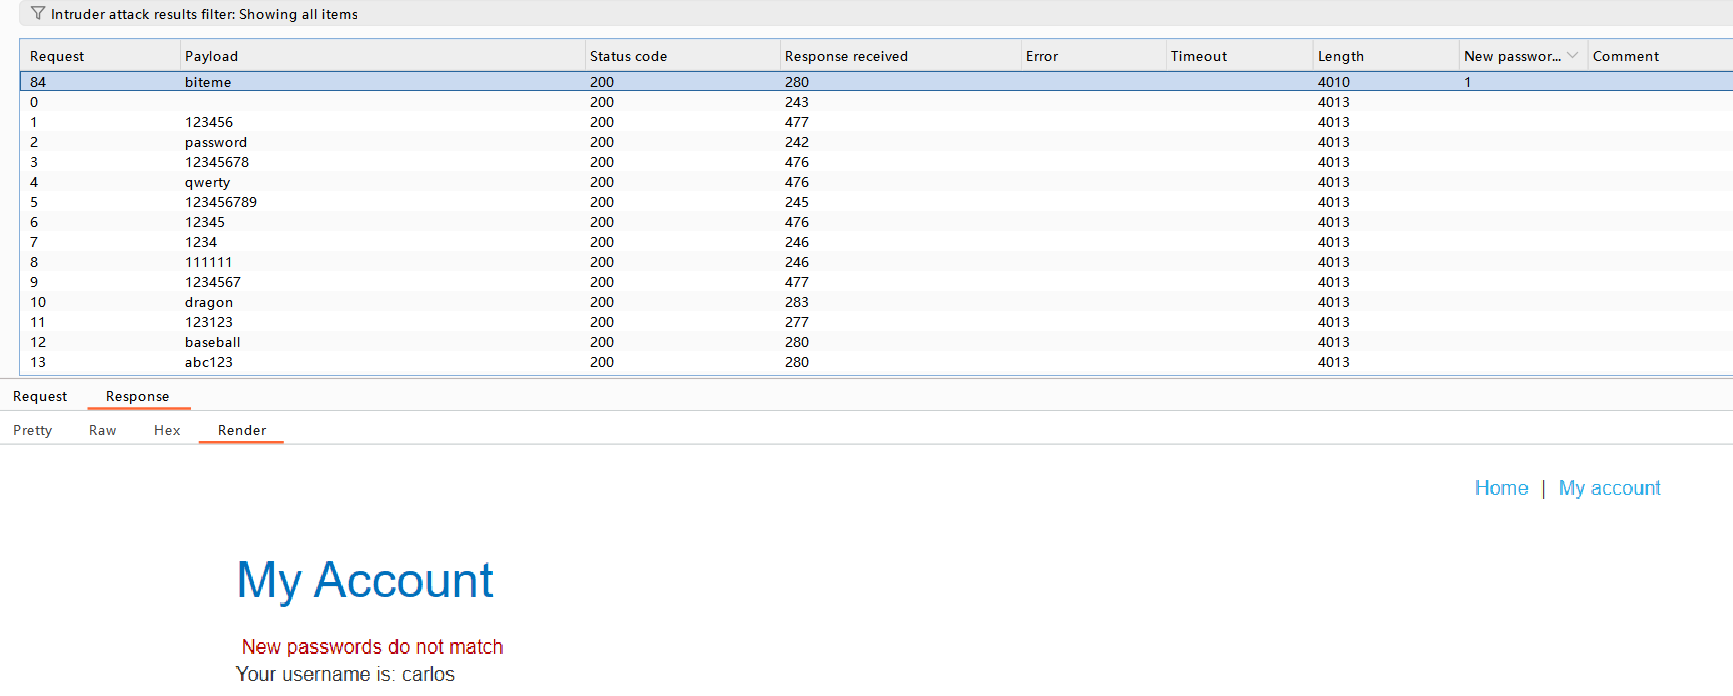 Intruder attack results filter: Showing all items
Request Payload Status code Response received Error Timeout Length New passwor... Comment
84 biteme 200 280 4010 1
0 200 243 4013
1 123456 200 477 4013
2 password 200 242 4013
3 12345678 200 476 4013
4 qwerty 200 476 4013
5 123456789 200 245 4013
6 12345 200 476 4013
7 1234 200 246 4013
8 111111 200 246 4013
9 1234567 200 477 4013
10 dragon 200 283 4013
11 123123 200 277 4013
12 baseball 200 280 4013
13 abc123 200 280 4013
Request Response
Pretty Raw Hex Render
Home | My account
My Account
New passwords do not match
Your username is: carlos